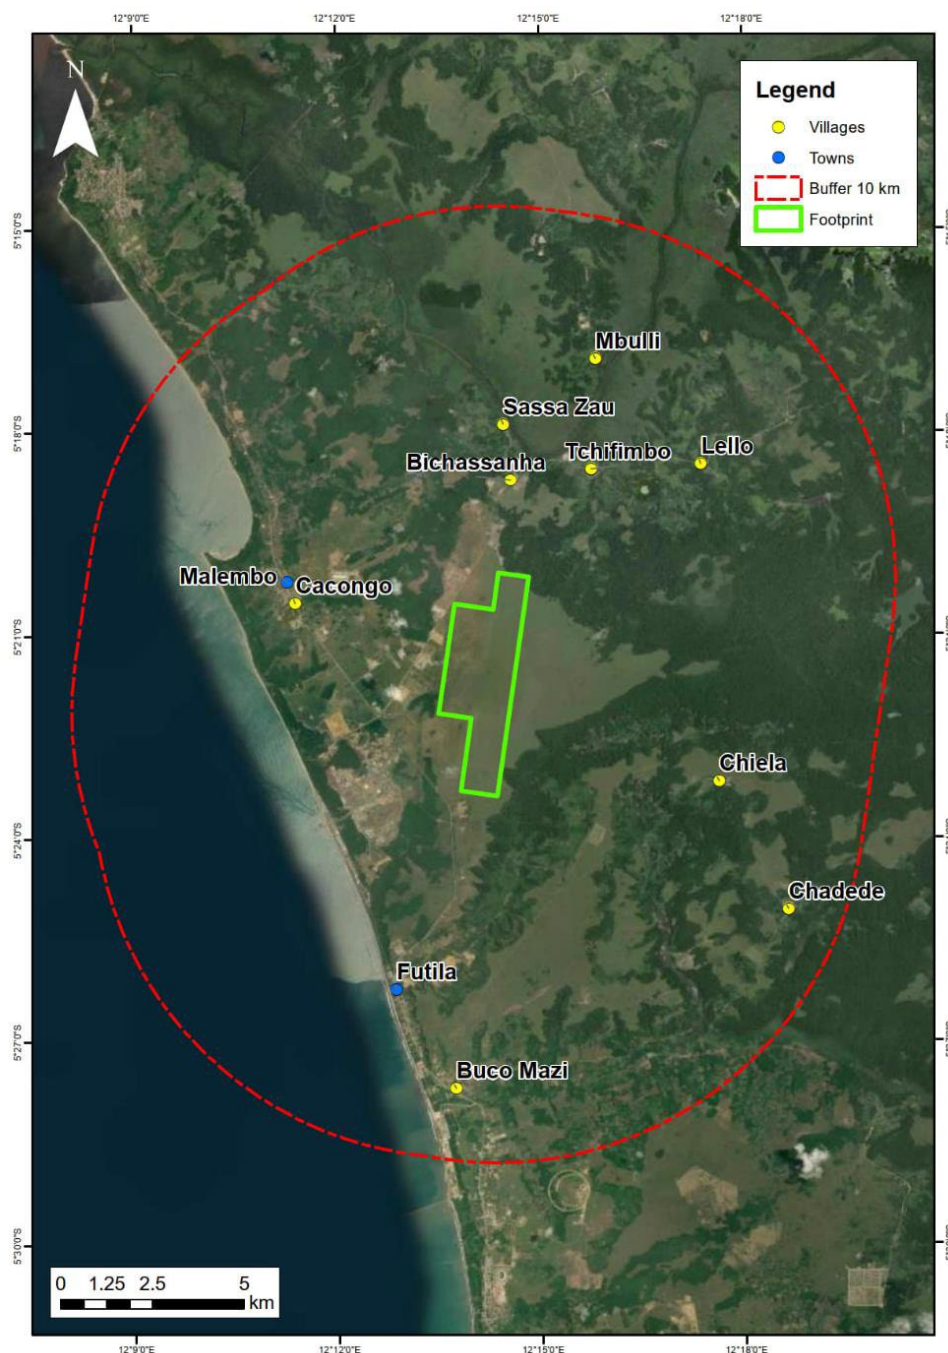 12°9'0"E 12°12'0"E 12°15'0"E 12°18'0"E
N
Legend
Villages
Towns
Buffer 10 km
Footprint
5°15'0"S
Mbulli
Sassa Zau
5°18'0"S
Lello
Tchifimbo
Bichassanha
Malembo
Cacongo
5°21'0"S
Chiela
5°24'0"S
Chadede
Futila
5°27'0"S
Buco Mazi
5°30'0"S
0 1.25 2.5 5
km
12°9'0"E 12°12'0"E 12°15'0"E 12°18'0"E